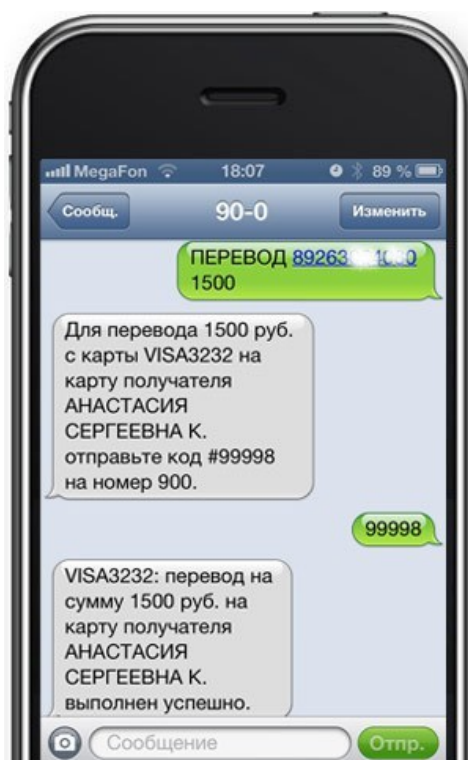 MegaFon 18:07 89 %
Сообщ. 90-0 Изменить
ПЕРЕВОД
1500
Для перевода 1500 руб.
с карты VISA3232 на
карту получателя
АНАСТАСИЯ
СЕРГЕЕВНА К.
отправьте код #99998
на номер 900.
99998
VISA3232: перевод на
сумму 1500 руб. на
карту получателя
АНАСТАСИЯ
СЕРГЕЕВНА К.
выполнен успешно.
Сообщение Отпр.